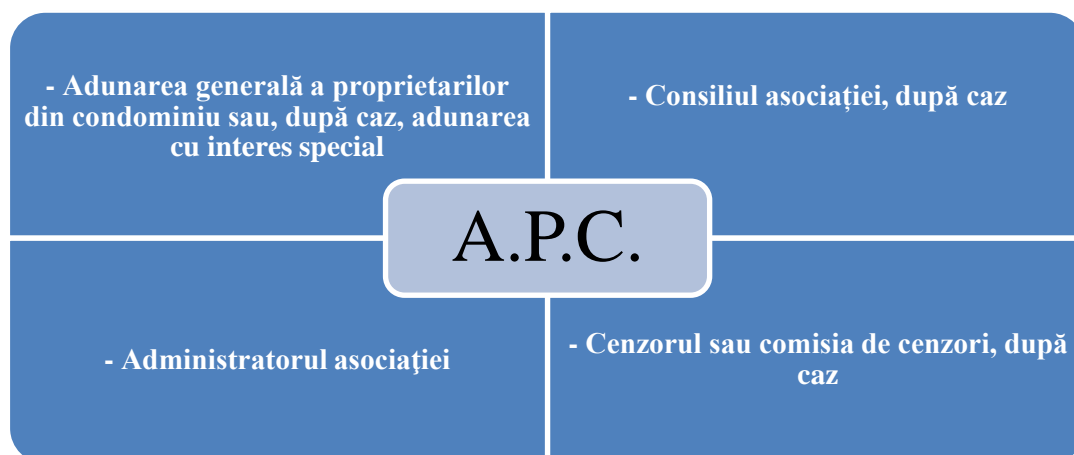 - Adunarea generală a proprietarilor
din condominiu sau, după caz, adunarea
cu interes special
- Consiliul asociației, după caz
A.P.C.
- Administratorul asociaţiei
- Cenzorul sau comisia de cenzori, după
caz